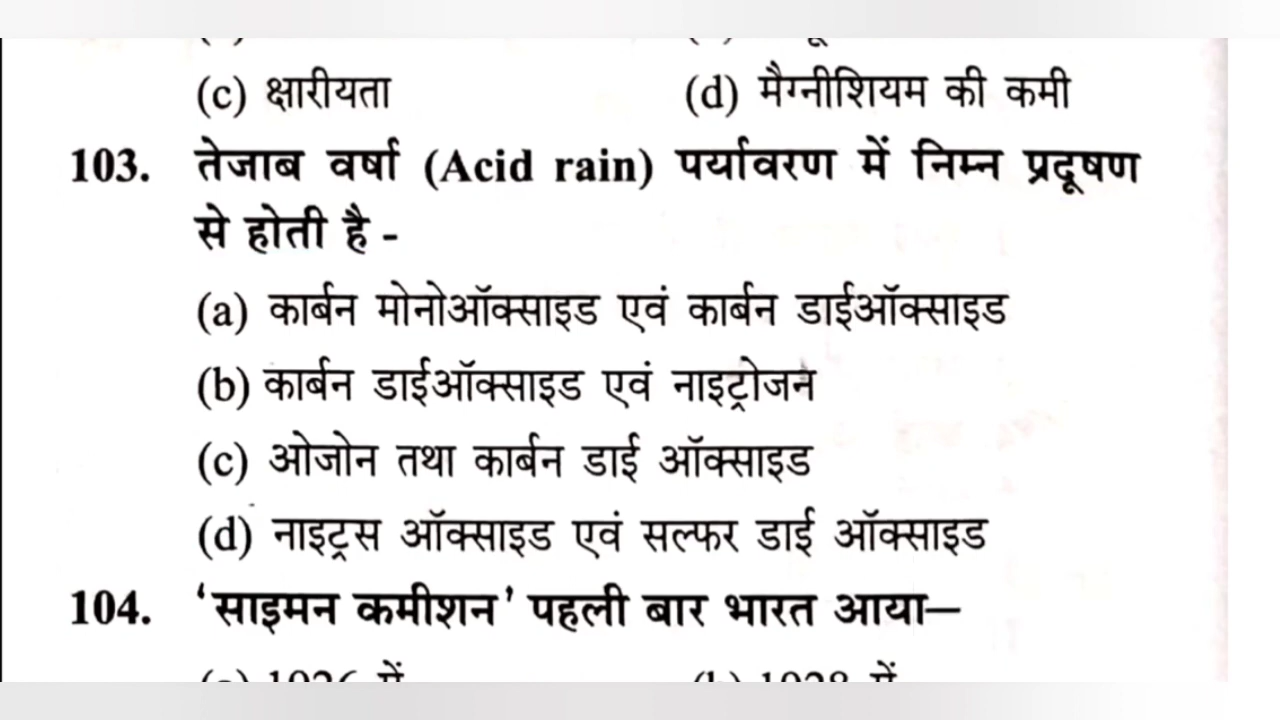 (c) क्षारीयता (d) मैग्नीशियम की कमी
103. तेजाब वर्षा (Acid rain) पर्यावरण में निम्न प्रदूषण
से होती है -
(a) कार्बन मोनोऑक्साइड एवं कार्बन डाईऑक्साइड
(b) कार्बन डाईऑक्साइड एवं नाइट्रोजन
(c) ओजोन तथा कार्बन डाई ऑक्साइड
(d) नाइट्रस ऑक्साइड एवं सल्फर डाई ऑक्साइड
104. ‘साइमन कमीशन’ पहली बार भारत आया—